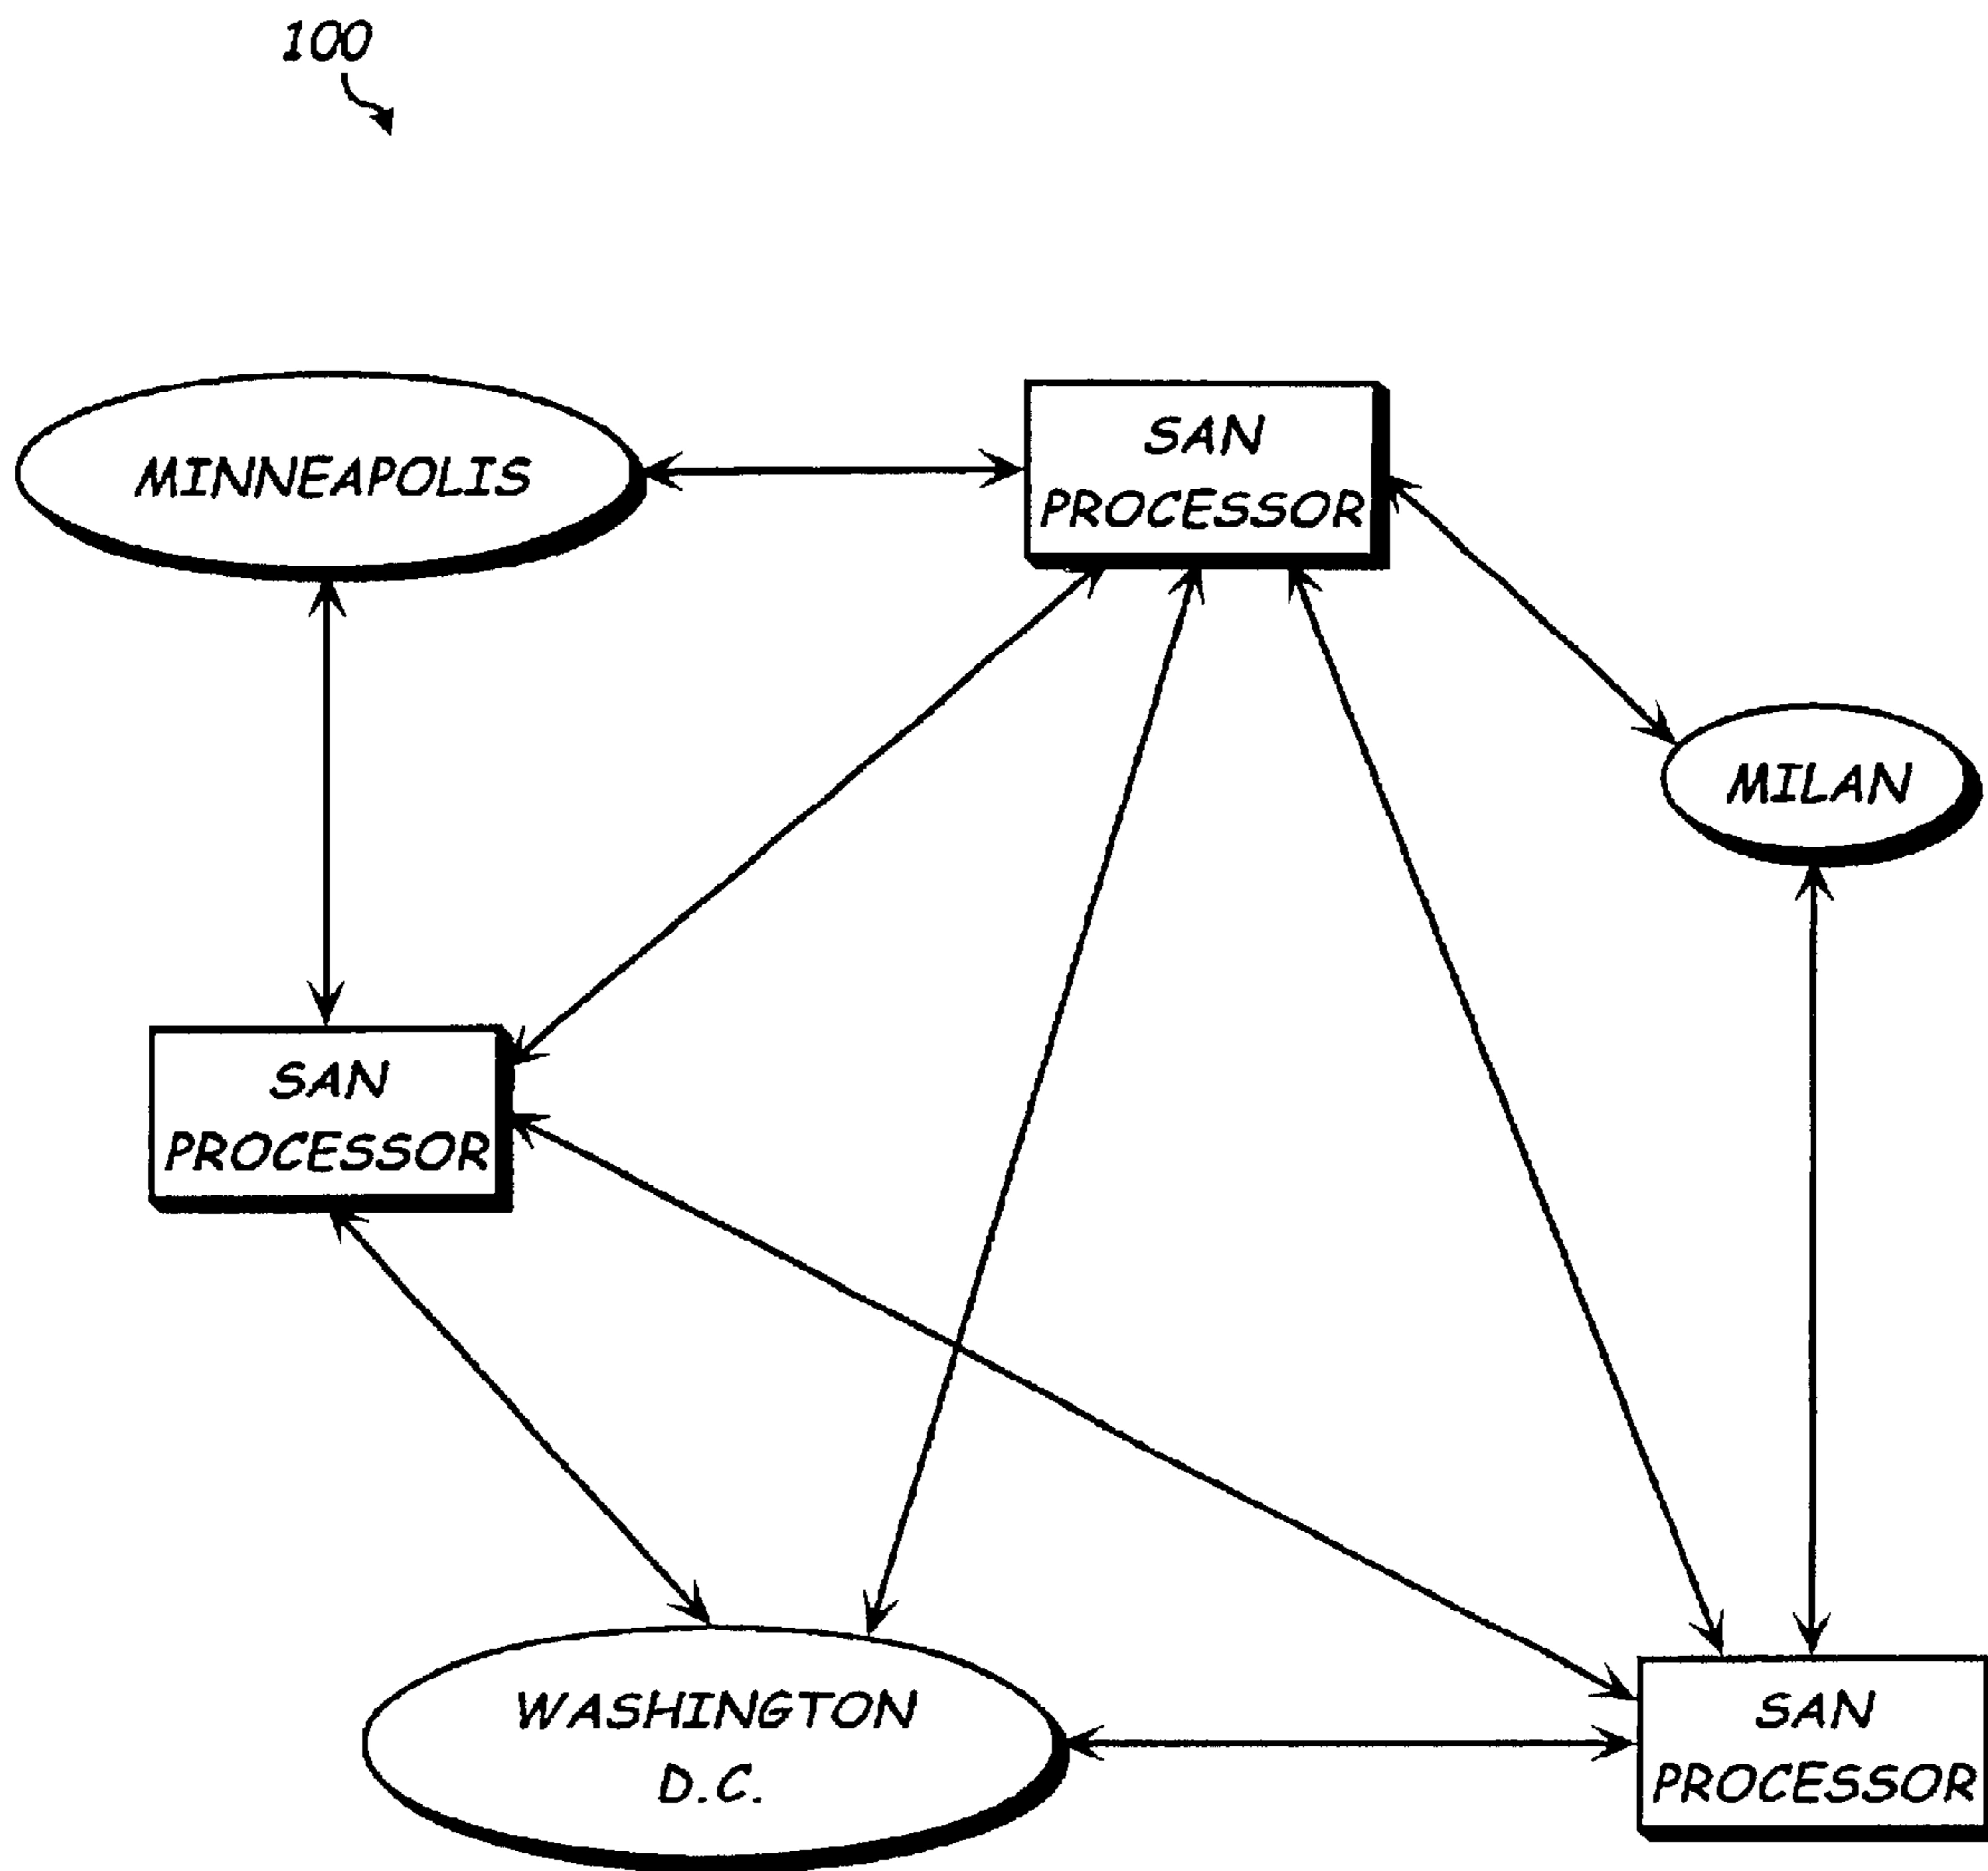 100
MINNEAPOLIS
SAN
PROCESSOR
MILAN
SAN
PROCESSOR
WASHINGTON
D.C.
SAN
PROCESSOR